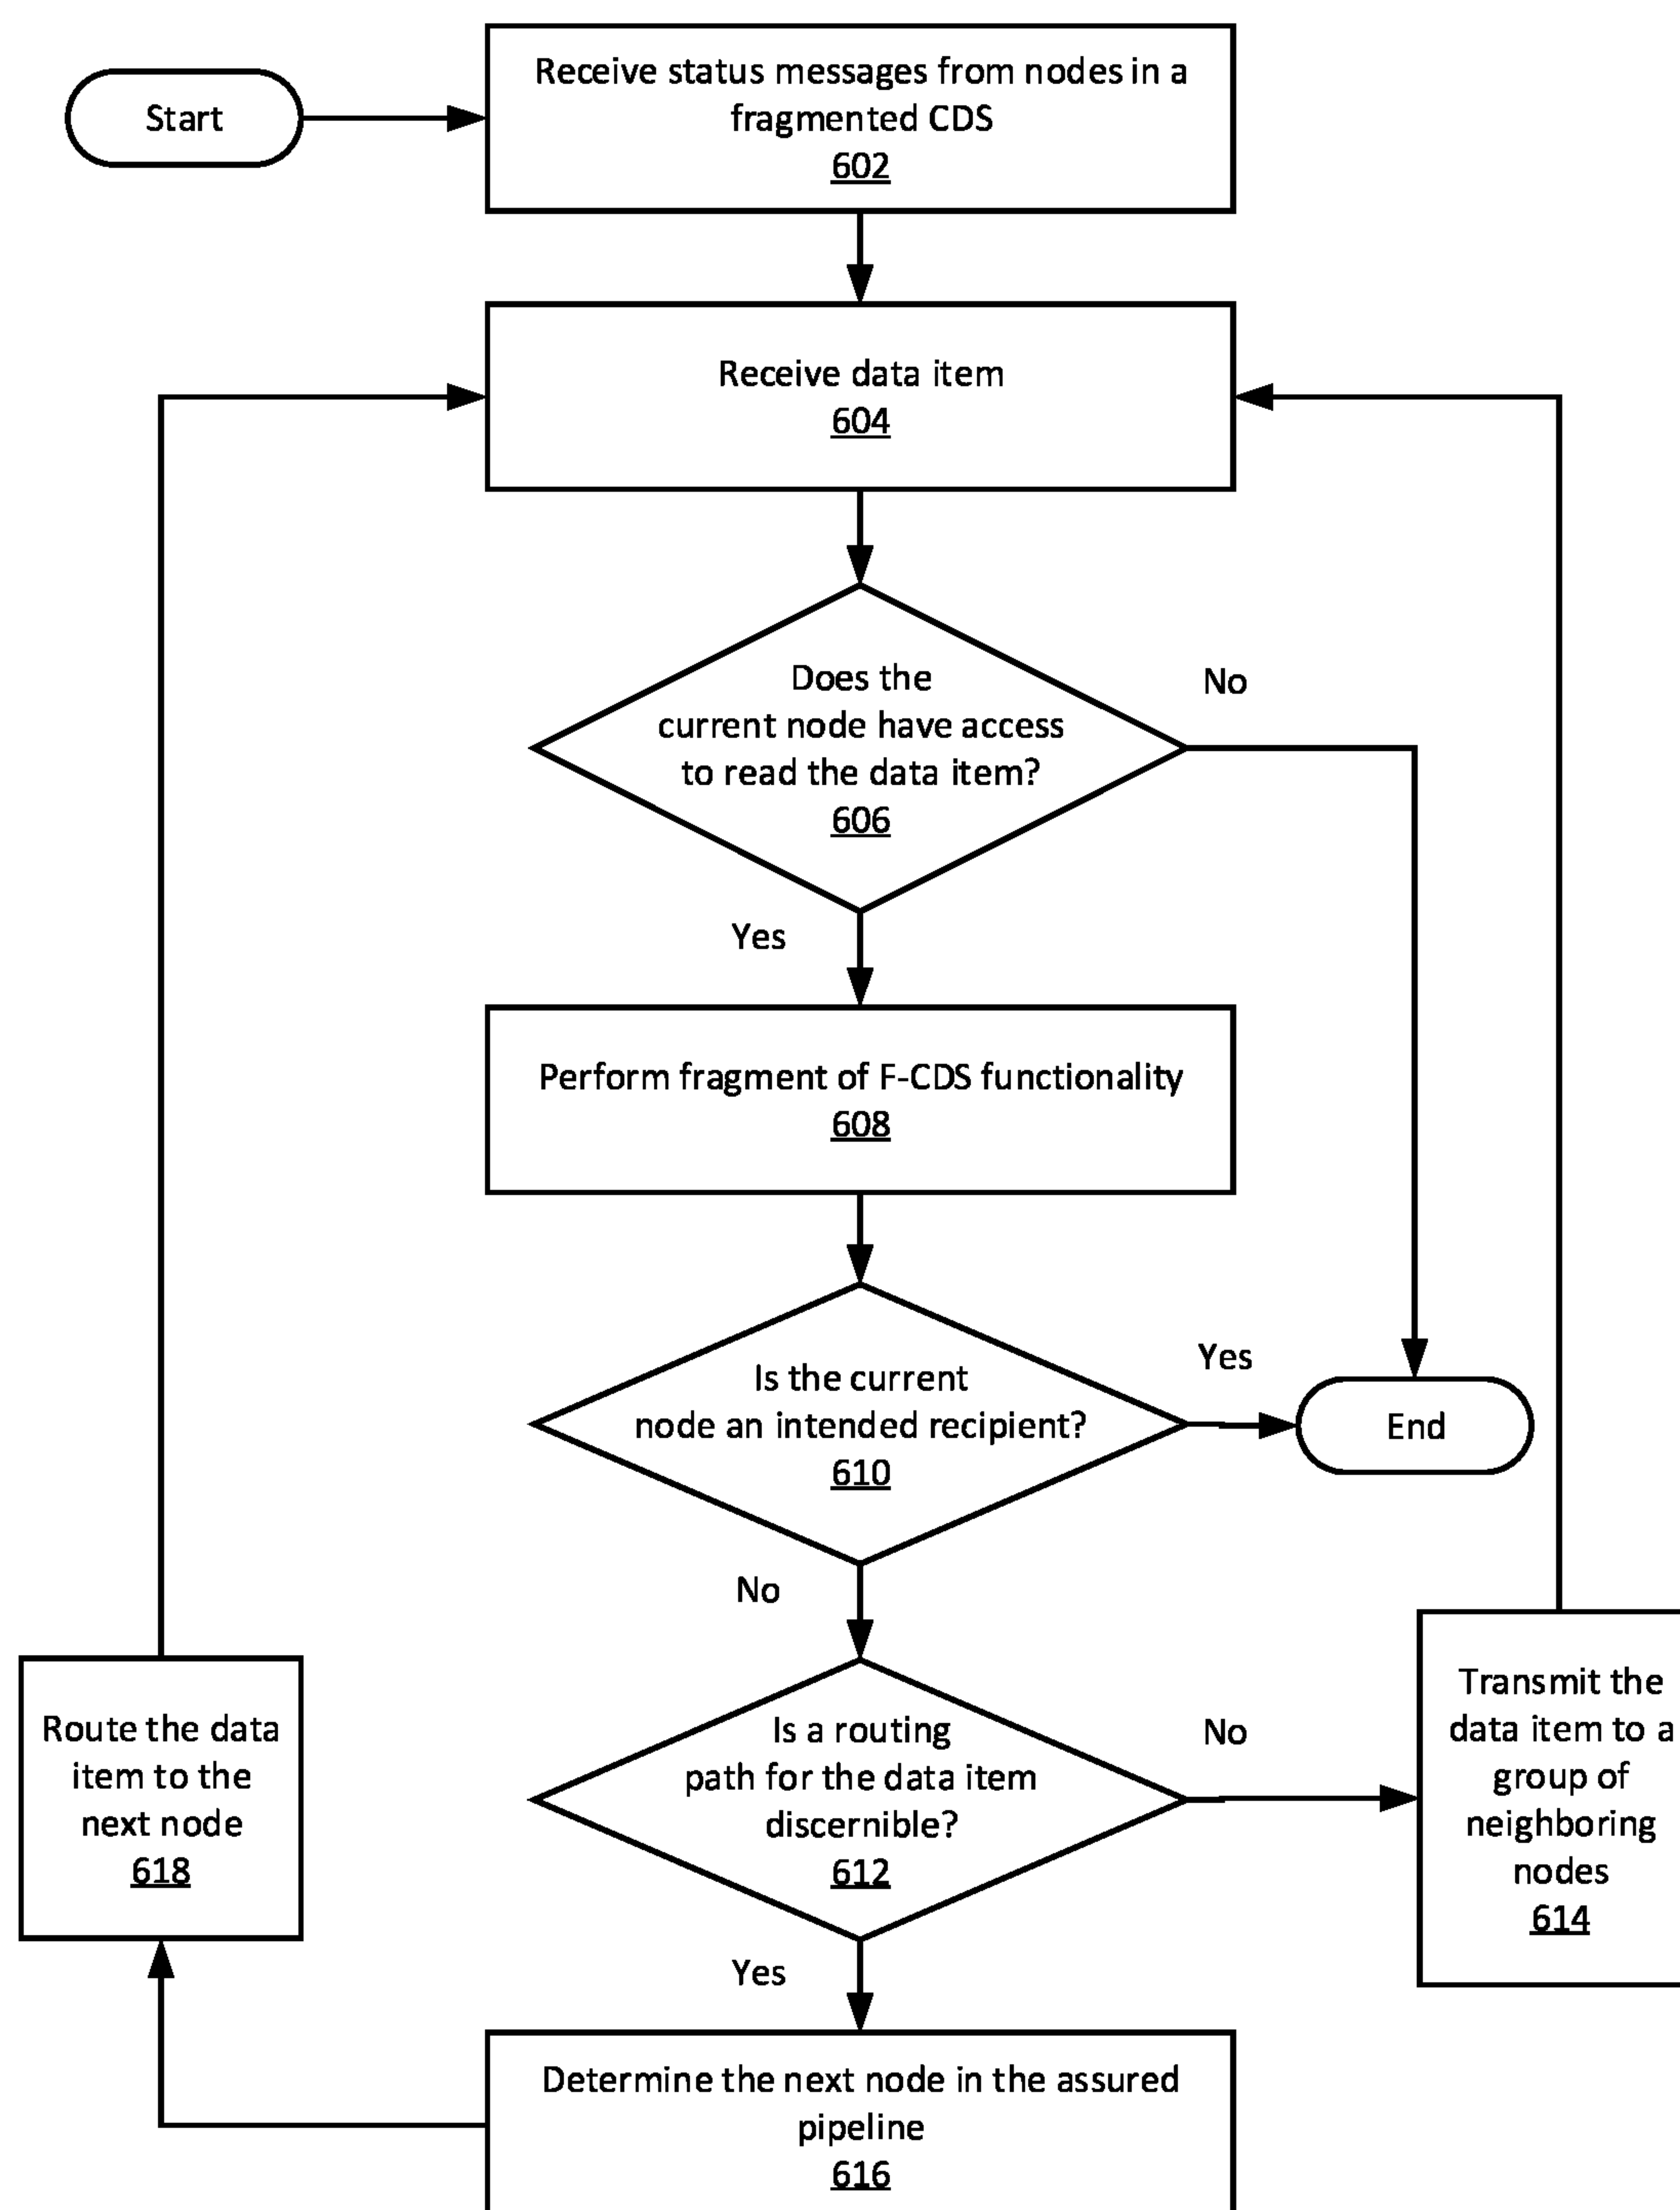 Start
Receive status messages from nodes in a
fragmented CDS
602
Receive data item
604
Does the
current node have access
to read the data item?
606
No
Yes
Perform fragment of F-CDS functionality
608
Is the current
node an intended recipient?
610
Yes
End
No
Is a routing
path for the data item
discernible?
612
No
Transmit the
data item to a
group of
neighboring
nodes
614
Yes
Determine the next node in the assured
pipeline
616
Route the data
item to the
next node
618